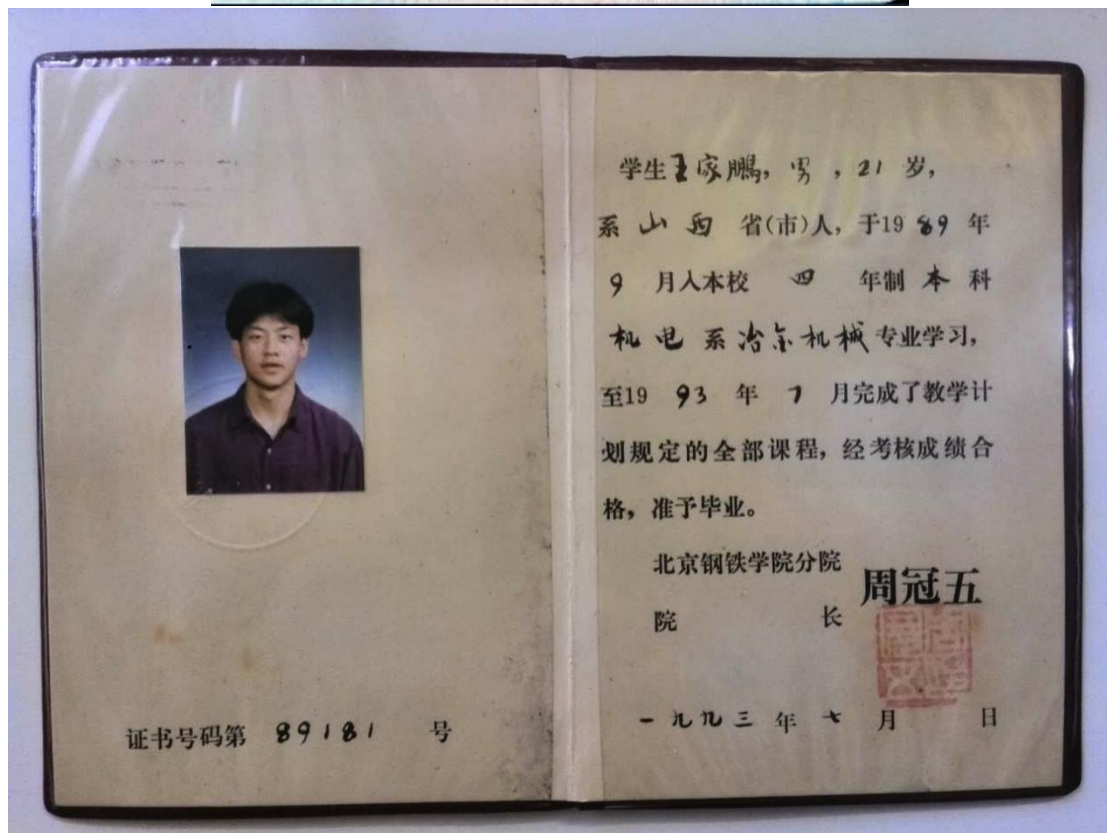 学生王家鹏，男，21岁，
系山西省(市)人，于1989年
9月入本校四年制本科
机电系冶金机械专业学习，
至1993年7月完成了教学计
划规定的全部课程，经考核成绩合
格，准予毕业。
北京钢铁学院分院
院长
周冠五
一九九三年七月 日
证书号码第 89181 号